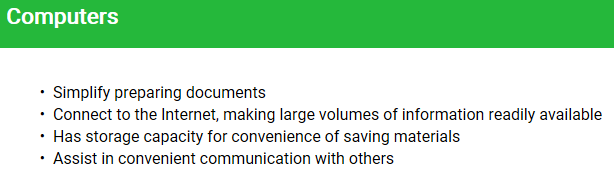 Computers
• Simplify preparing documents
• Connect to the Internet, making large volumes of information readily available
• Has storage capacity for convenience of saving materials
• Assist in convenient communication with others